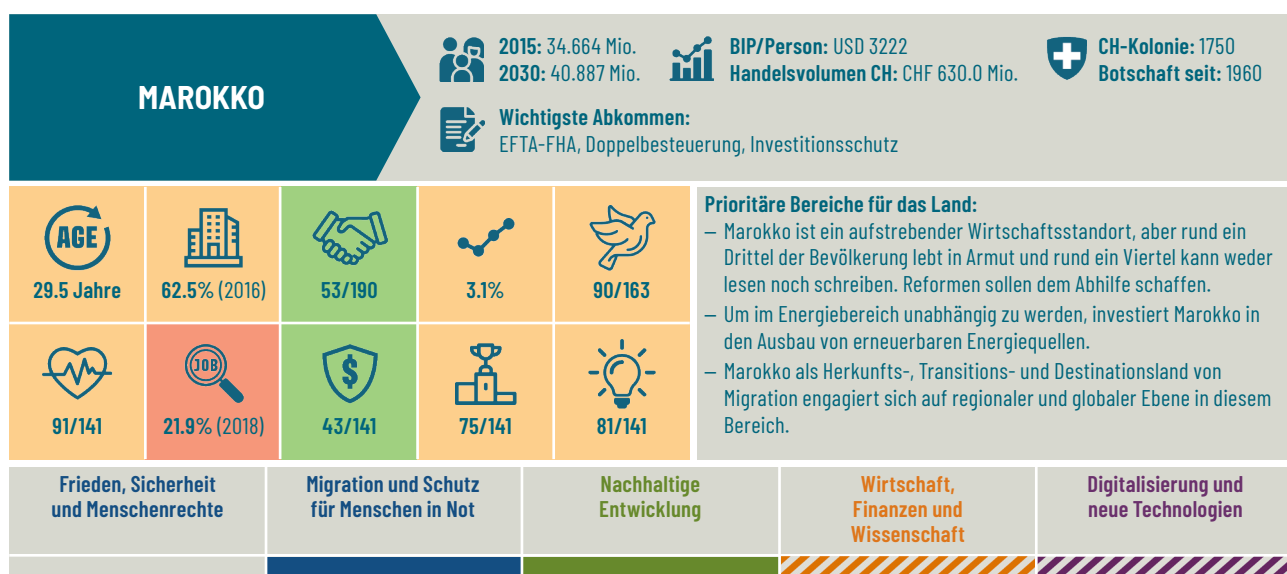 MAROKKO
2015: 34.664 Mio.
2030: 40.887 Mio.
BIP/Person: USD 3222
Handelsvolumen CH: CHF 630.0 Mio.
CH-Kolonie: 1750
Botschaft seit: 1960
Wichtigste Abkommen:
EFTA-FHA, Doppelbesteuerung, Investitionsschutz
AGE
29.5 Jahre
62.5% (2016)
53/190
3.1%
90/163
91/141
JOB
21.9% (2018)
$
43/141
75/141
81/141
Prioritäre Bereiche für das Land:
– Marokko ist ein aufstrebender Wirtschaftsstandort, aber rund ein
Drittel der Bevölkerung lebt in Armut und rund ein Viertel kann weder
lesen noch schreiben. Reformen sollen dem Abhilfe schaffen.
– Um im Energiebereich unabhängig zu werden, investiert Marokko in
den Ausbau von erneuerbaren Energiequellen.
– Marokko als Herkunfts-, Transitions- und Destinationsland von
Migration engagiert sich auf regionaler und globaler Ebene in diesem
Bereich.
Frieden, Sicherheit
und Menschenrechte
Migration und Schutz
für Menschen in Not
Nachhaltige
Entwicklung
Wirtschaft,
Finanzen und
Wissenschaft
Digitalisierung und
neue Technologien